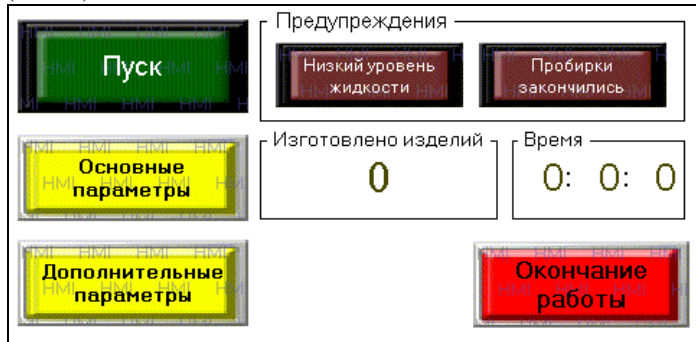 Пуск
Предупреждения
Низкий уровень
жидкости
Пробирки
закончились
Основные
параметры
Изготовлено изделий
0
Время
0: 0: 0
Дополнительные
параметры
Окончание
работы